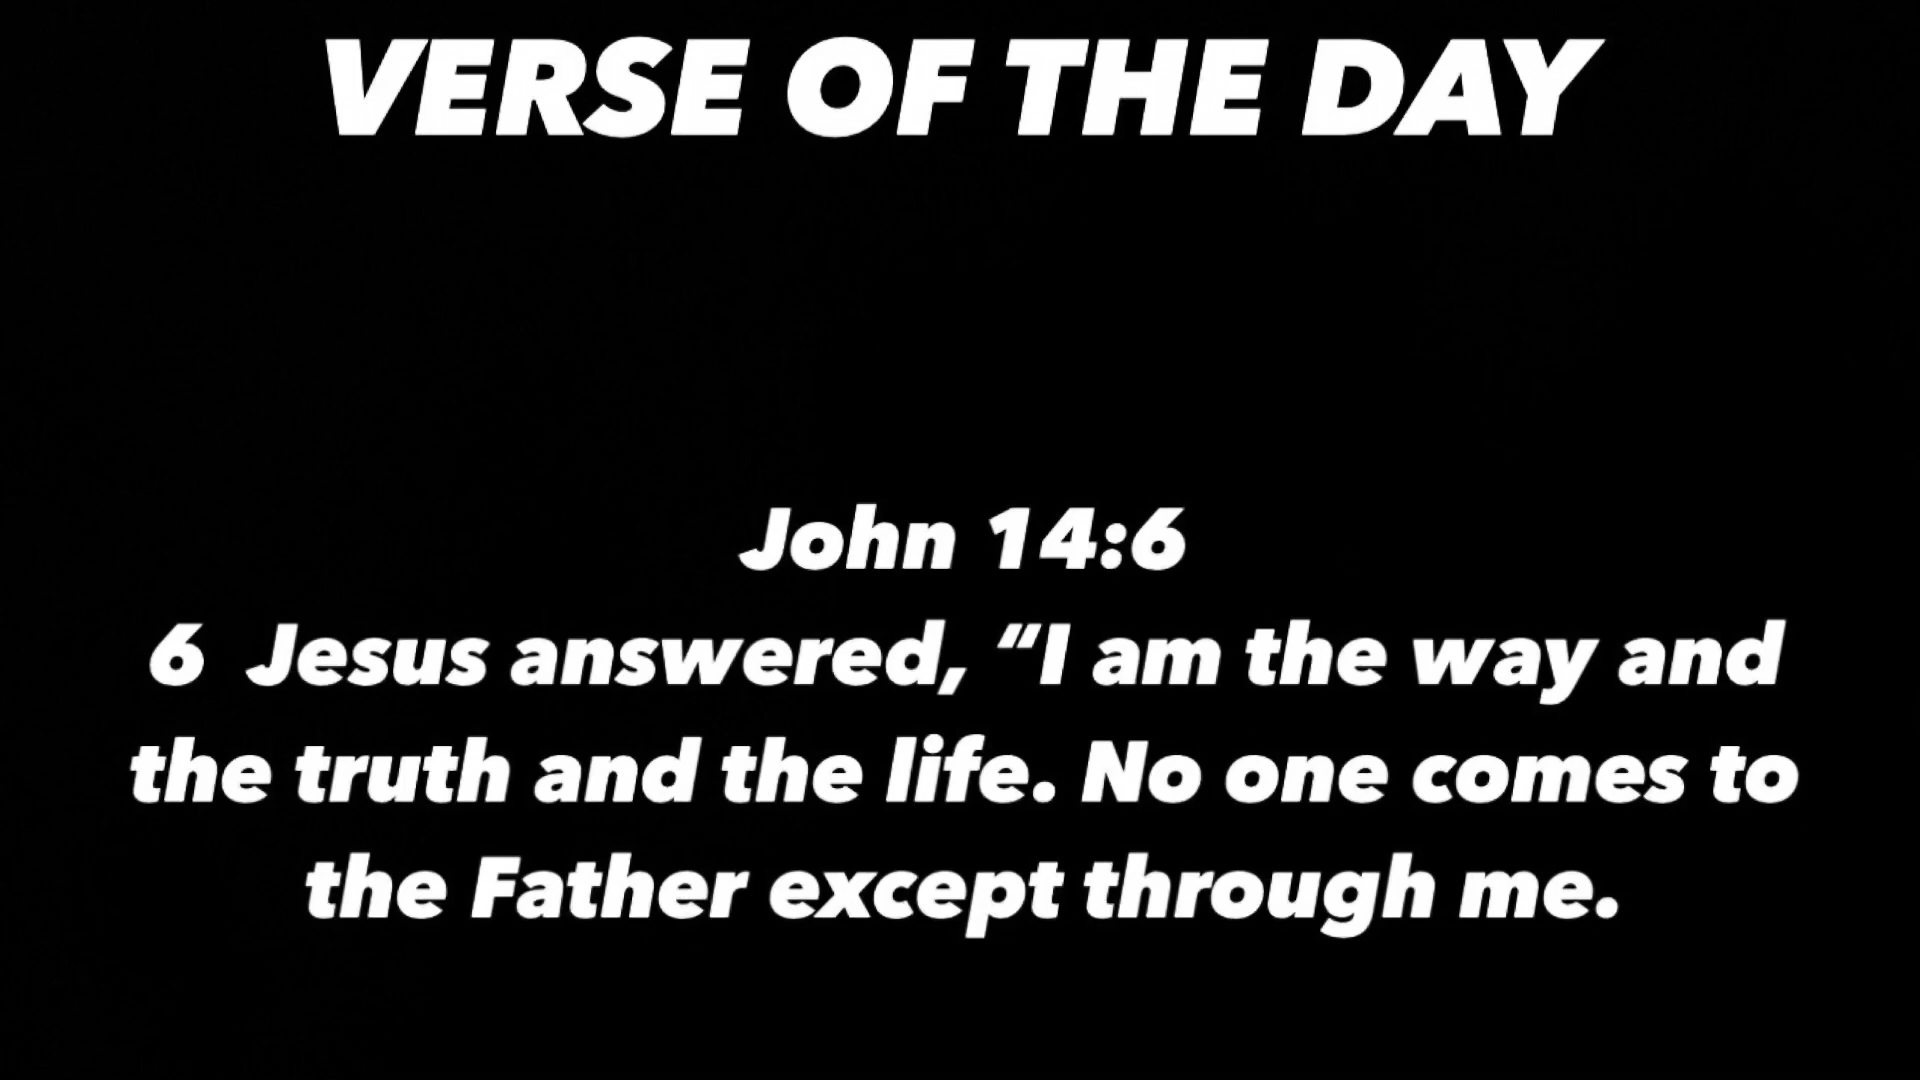 VERSE OF THE DAY
John 14:6
6  Jesus answered, “I am the way and
the truth and the life. No one comes to
the Father except through me.